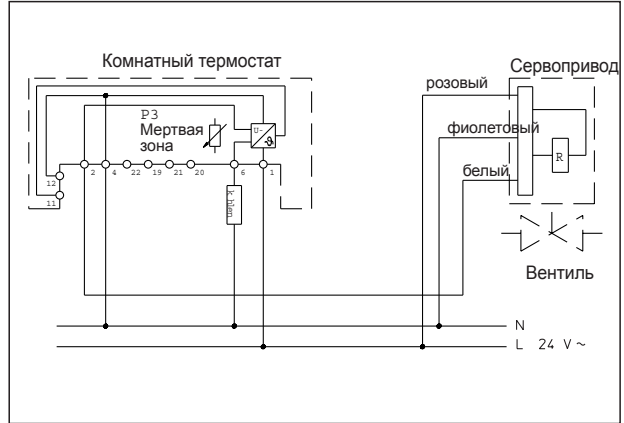 Комнатный термостат
Сервопривод
розовый
P3
Мертвая
зона
U-
ϑ
фиолетовый
R
белый
12
11
2 4 22 19 21 20 6 1
Вентиль
N
L 24 V ~